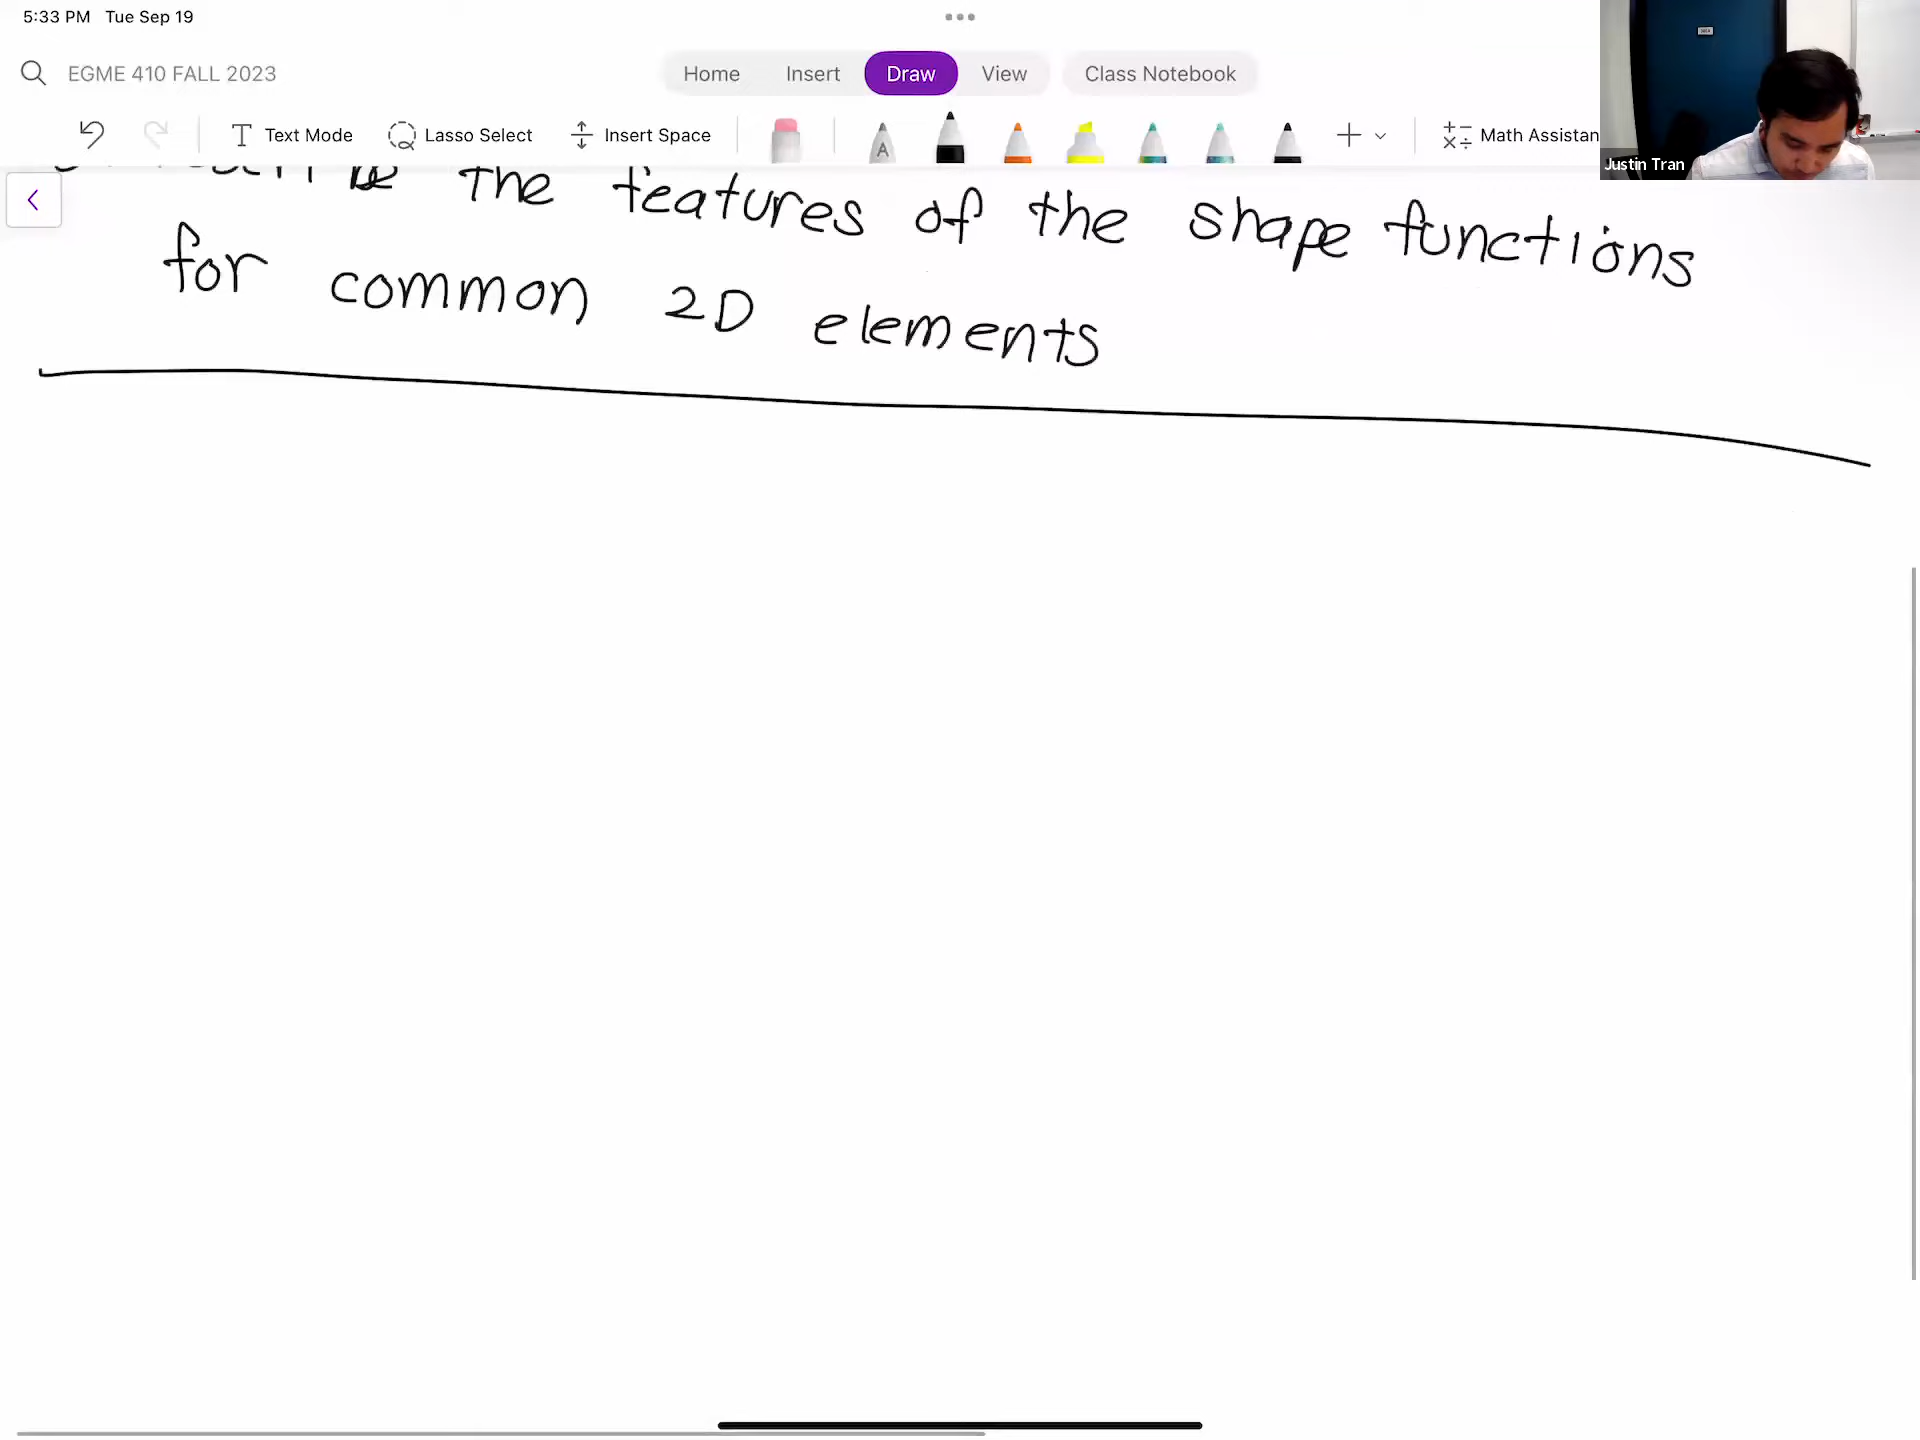 5:33 PM Tue Sep 19
EGME 410 FALL 2023
Home Insert Draw View Class Notebook
Text Mode Lasso Select Insert Space A Math Assistan
Justin Tran
the features of the shape functions
for common 2D elements